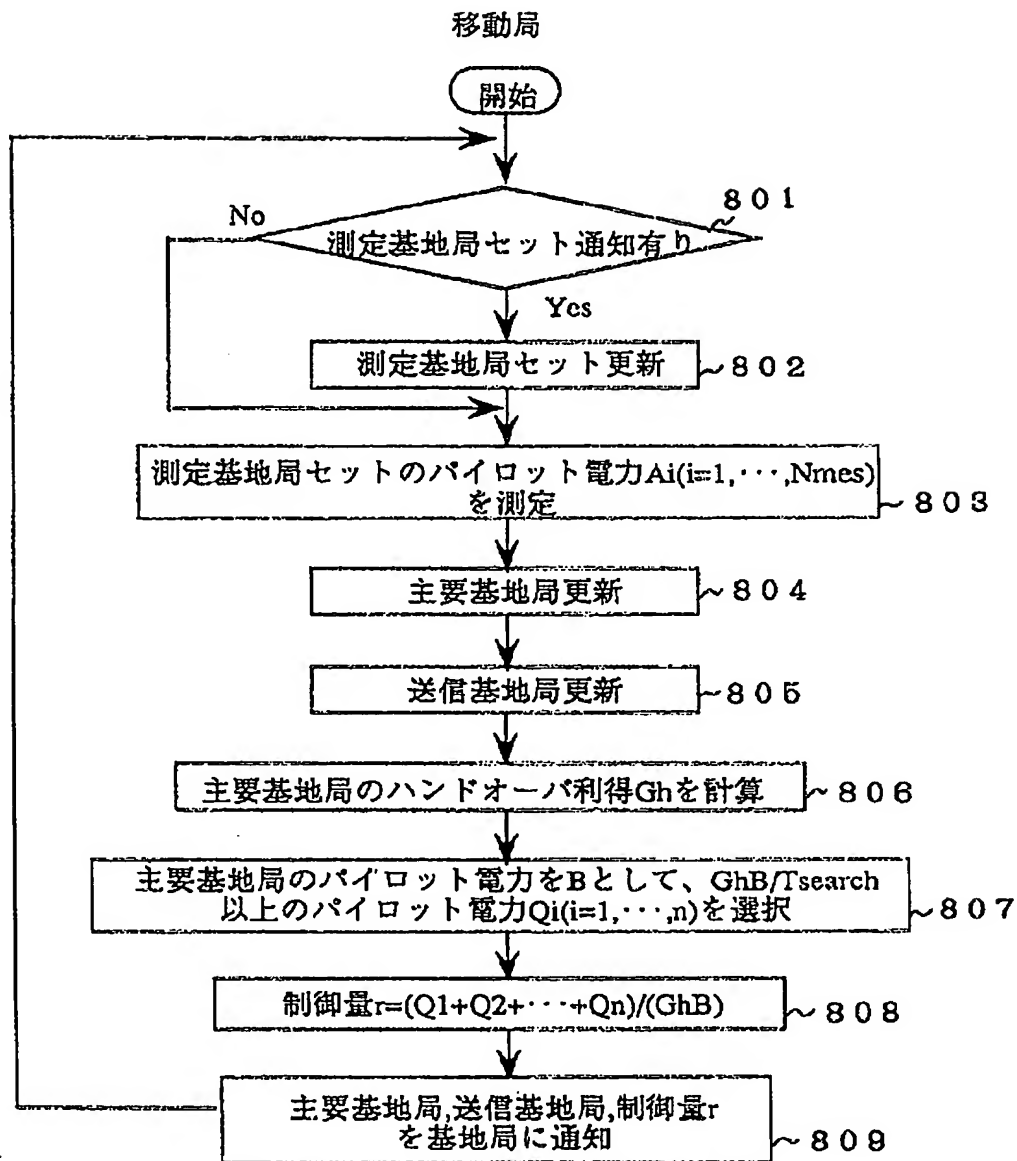 移動局
開始
801
No
測定基地局セット通知有り
Yes
測定基地局セット更新
~802
測定基地局セットのパイロット電力Ai(i=1,···,Nmes)
を測定
~803
主要基地局更新
~804
送信基地局更新
~805
主要基地局のハンドオーバ利得Ghを計算
~806
主要基地局のパイロット電力をBとして、GhB/Tsearch
以上のパイロット電力Qi(i=1,···,n)を選択
~807
制御量r=(Q1+Q2+···+Qn)/(GhB)
~808
主要基地局,送信基地局,制御量r
を基地局に通知
~809